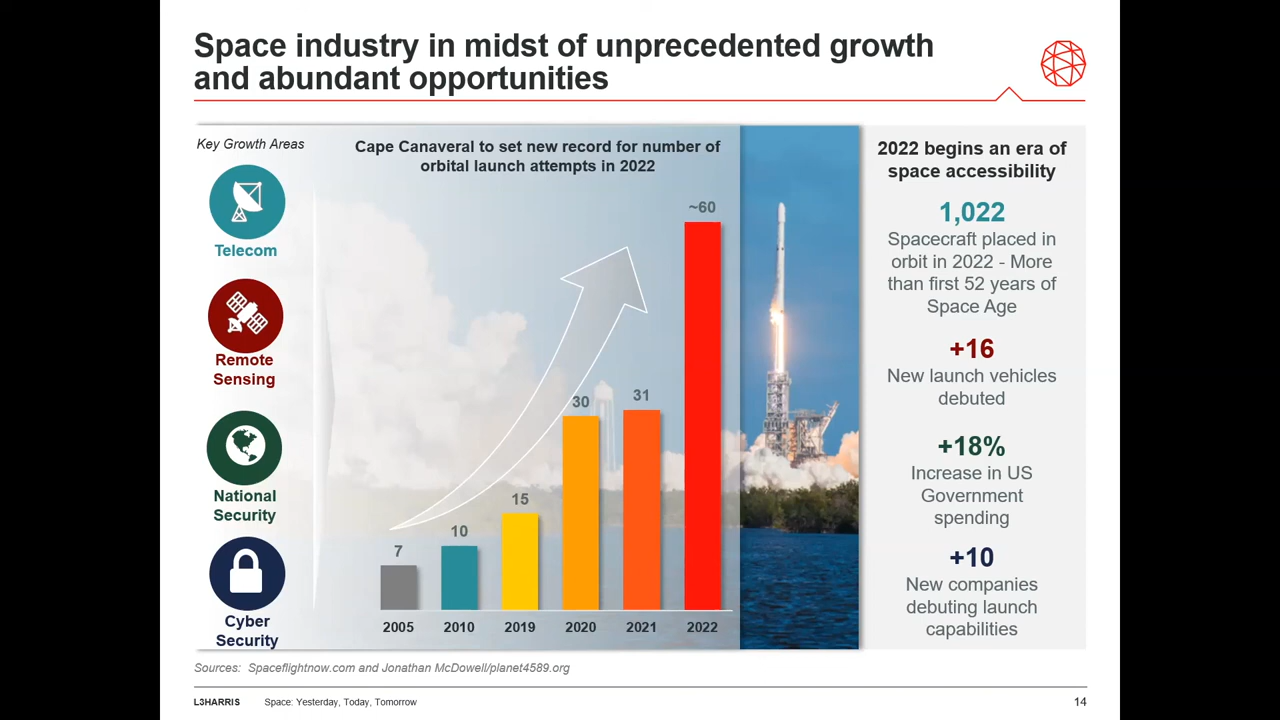 Space industry in midst of unprecedented growth
and abundant opportunities
Key Growth Areas
Telecom
Remote
Sensing
National
Security
Cyber
Security
Cape Canaveral to set new record for number of
orbital launch attempts in 2022
7
10
15
30
31
~60
2005
2010
2019
2020
2021
2022
2022 begins an era of
space accessibility
1,022
Spacecraft placed in
orbit in 2022 - More
than first 52 years of
Space Age
+16
New launch vehicles
debuted
+18%
Increase in US
Government
spending
+10
New companies
debuting launch
capabilities
Sources: Spaceflightnow.com and Jonathan McDowell/planet4589.org
L3HARRIS Space: Yesterday, Today, Tomorrow 14